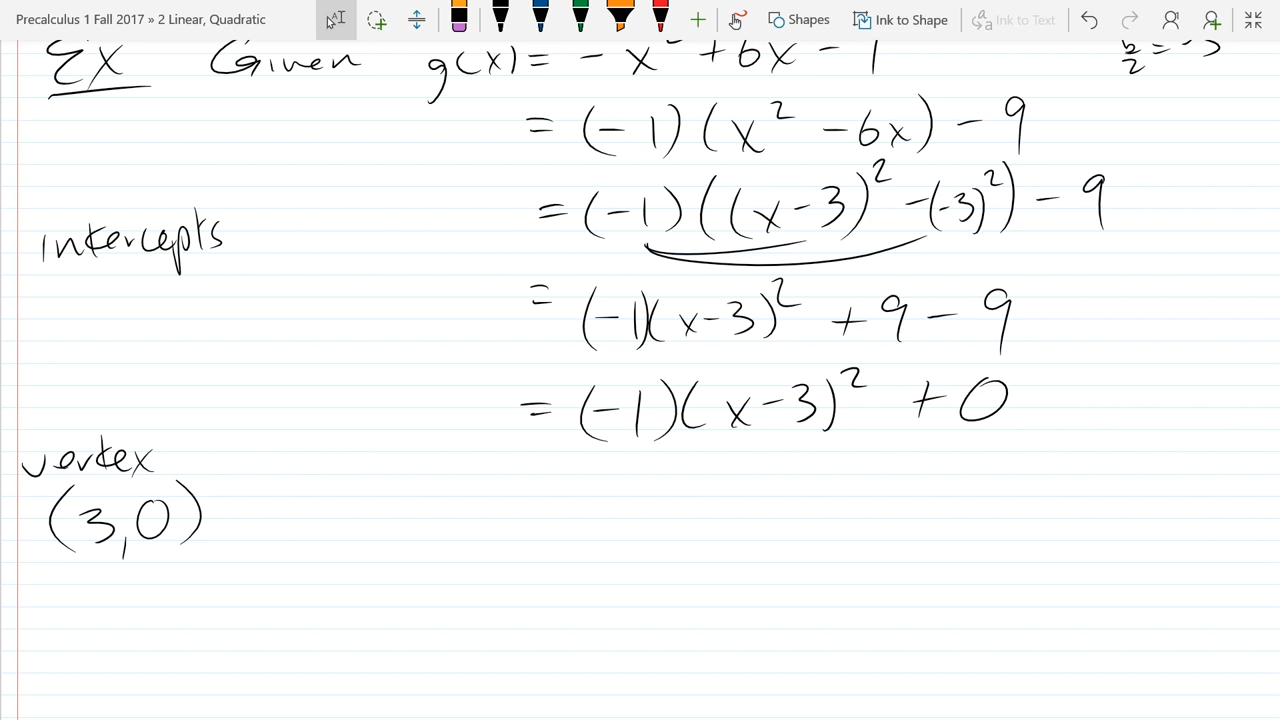 Precalculus 1 Fall 2017 » 2 Linear, Quadratic
Shapes
Ink to Shape
Ink to Text
Ex Given g(x) = -x² + 6x -
= (-1)(x² - 6x) - 9
= (-1)((x-3)² - (-3)²) - 9
Intercepts
= (-1)(x-3)² + 9 - 9
= (-1)(x-3)² + 0
vertex
(3,0)